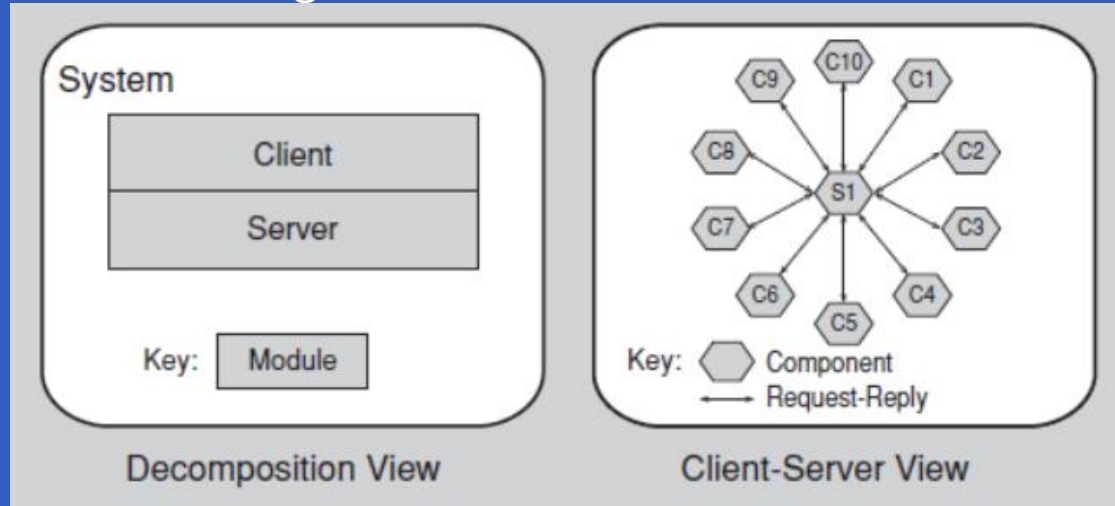 System
Client
Server
Key: Module
Decomposition View
C10
C9
C1
C8
C2
S1
C7
C3
C6
C4
C5
Key: Component
Request-Reply
Client-Server View